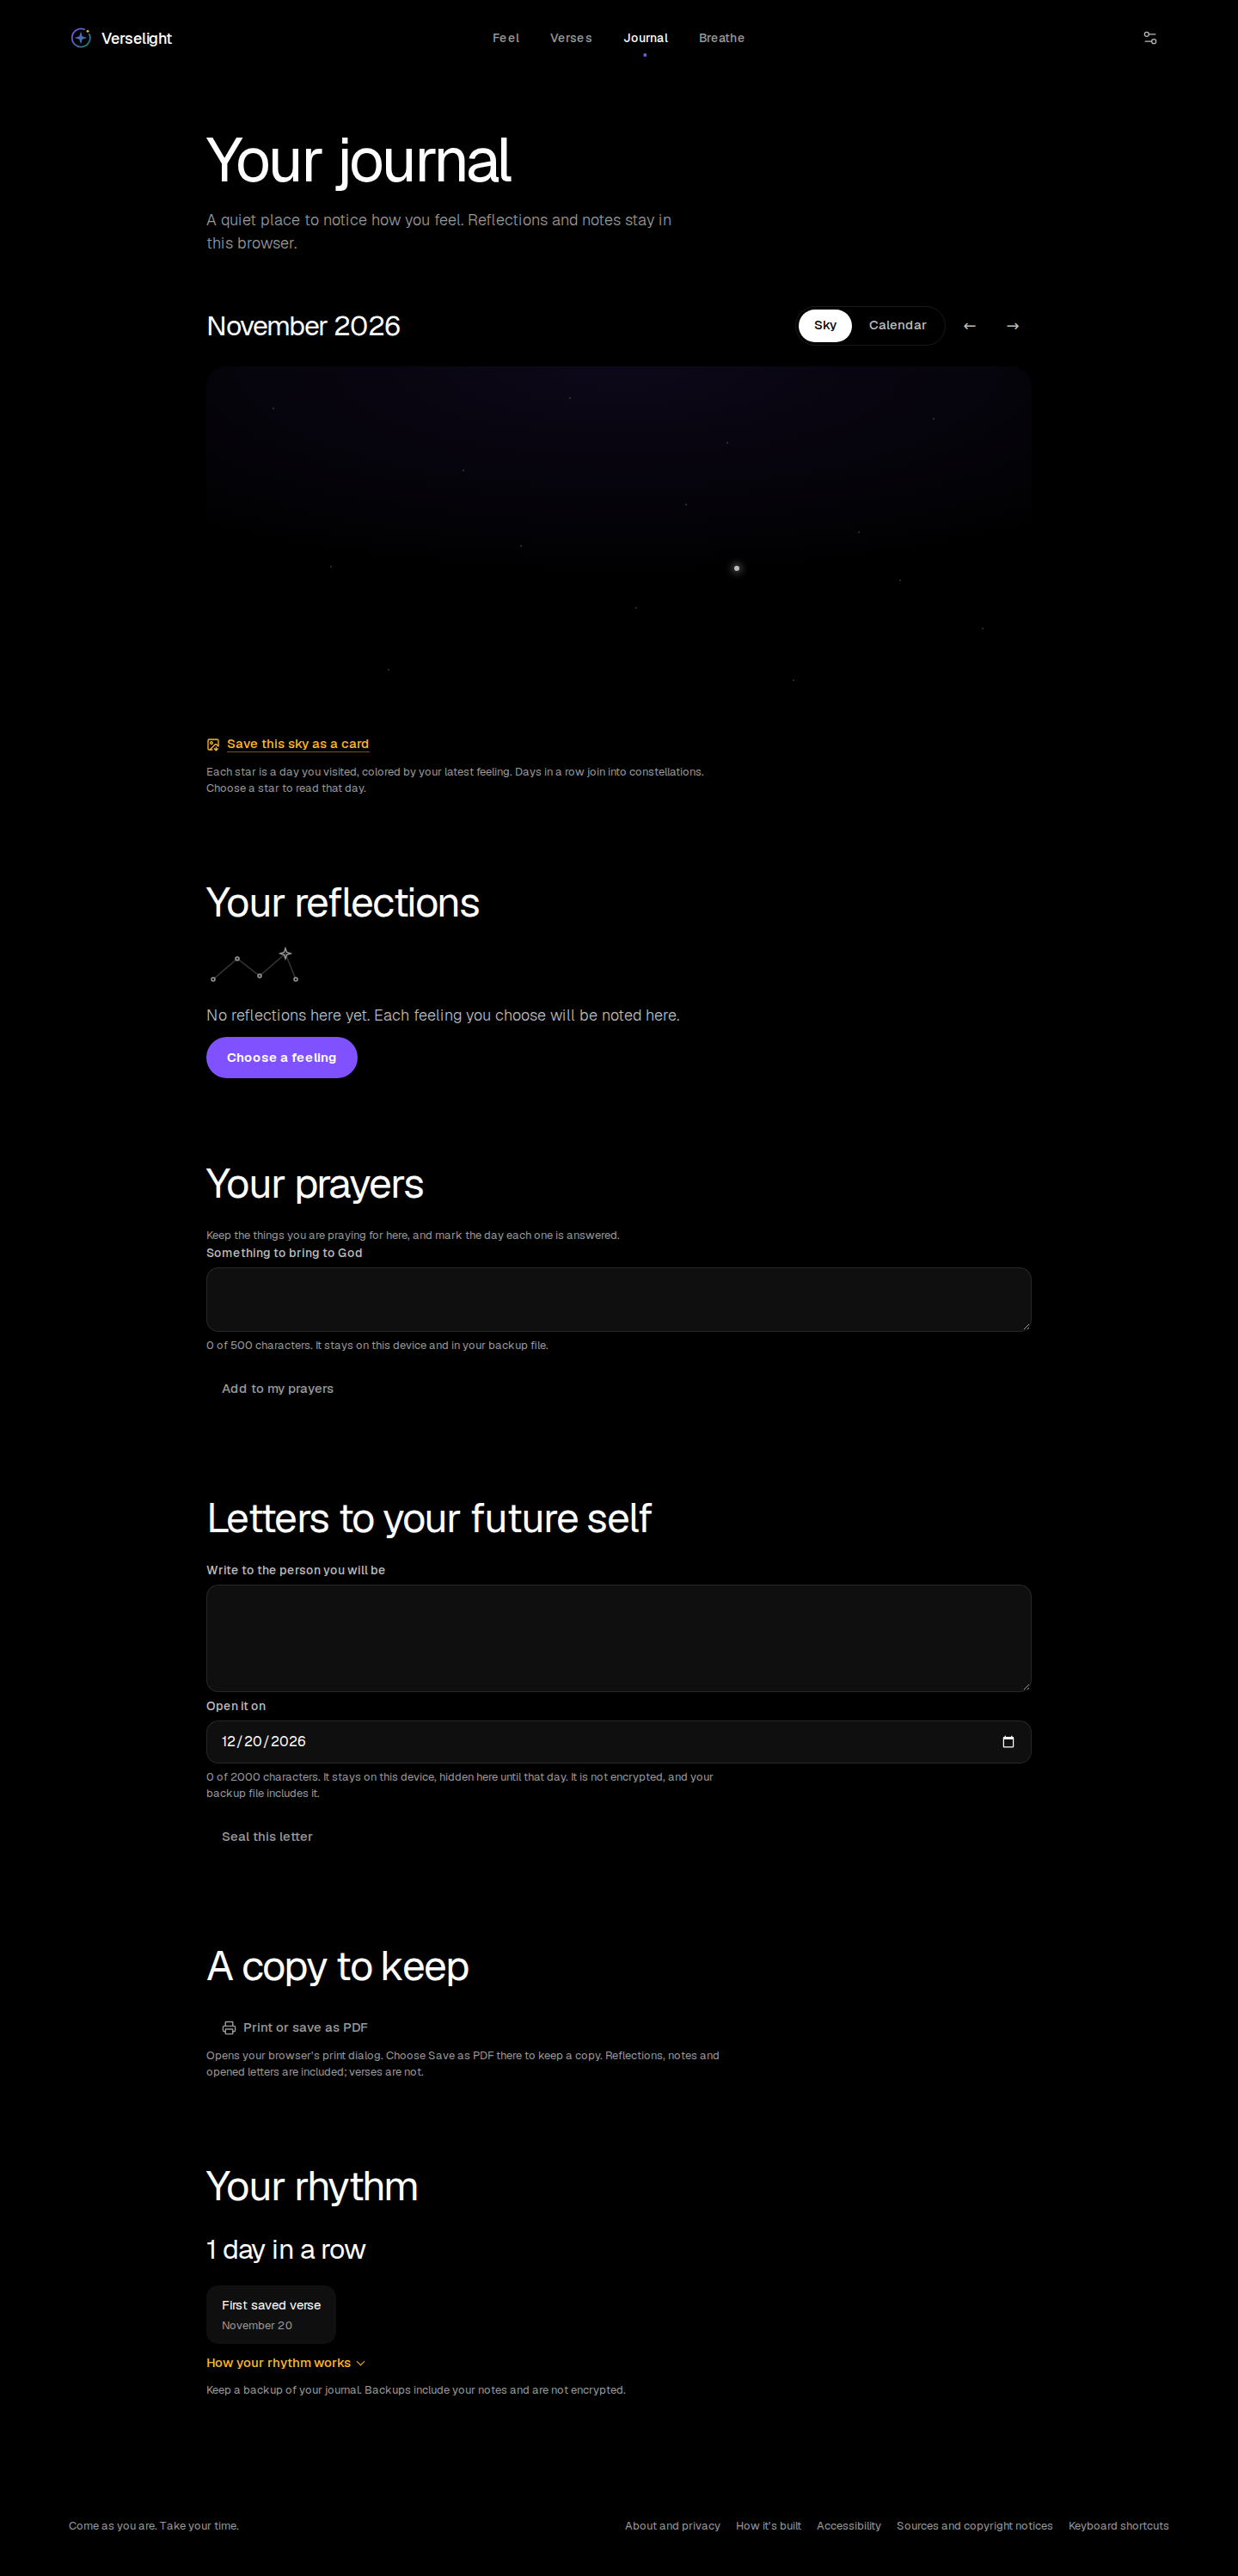 Verselight
Feel
Verses
Journal
Breathe
Your journal
A quiet place to notice how you feel. Reflections and notes stay in
this browser.
November 2026
Sky
Calendar
←
→
Save this sky as a card
Each star is a day you visited, colored by your latest feeling. Days in a row join into constellations.
Choose a star to read that day.
Your reflections
No reflections here yet. Each feeling you choose will be noted here.
Choose a feeling
Your prayers
Keep the things you are praying for here, and mark the day each one is answered.
Something to bring to God
0 of 500 characters. It stays on this device and in your backup file.
Add to my prayers
Letters to your future self
Write to the person you will be
Open it on
12/20/2026
0 of 2000 characters. It stays on this device, hidden here until that day. It is not encrypted, and your
backup file includes it.
Seal this letter
A copy to keep
Print or save as PDF
Opens your browser's print dialog. Choose Save as PDF there to keep a copy. Reflections, notes and
opened letters are included; verses are not.
Your rhythm
1 day in a row
First saved verse
November 20
How your rhythm works
Keep a backup of your journal. Backups include your notes and are not encrypted.
Come as you are. Take your time.
About and privacy
How it's built
Accessibility
Sources and copyright notices
Keyboard shortcuts